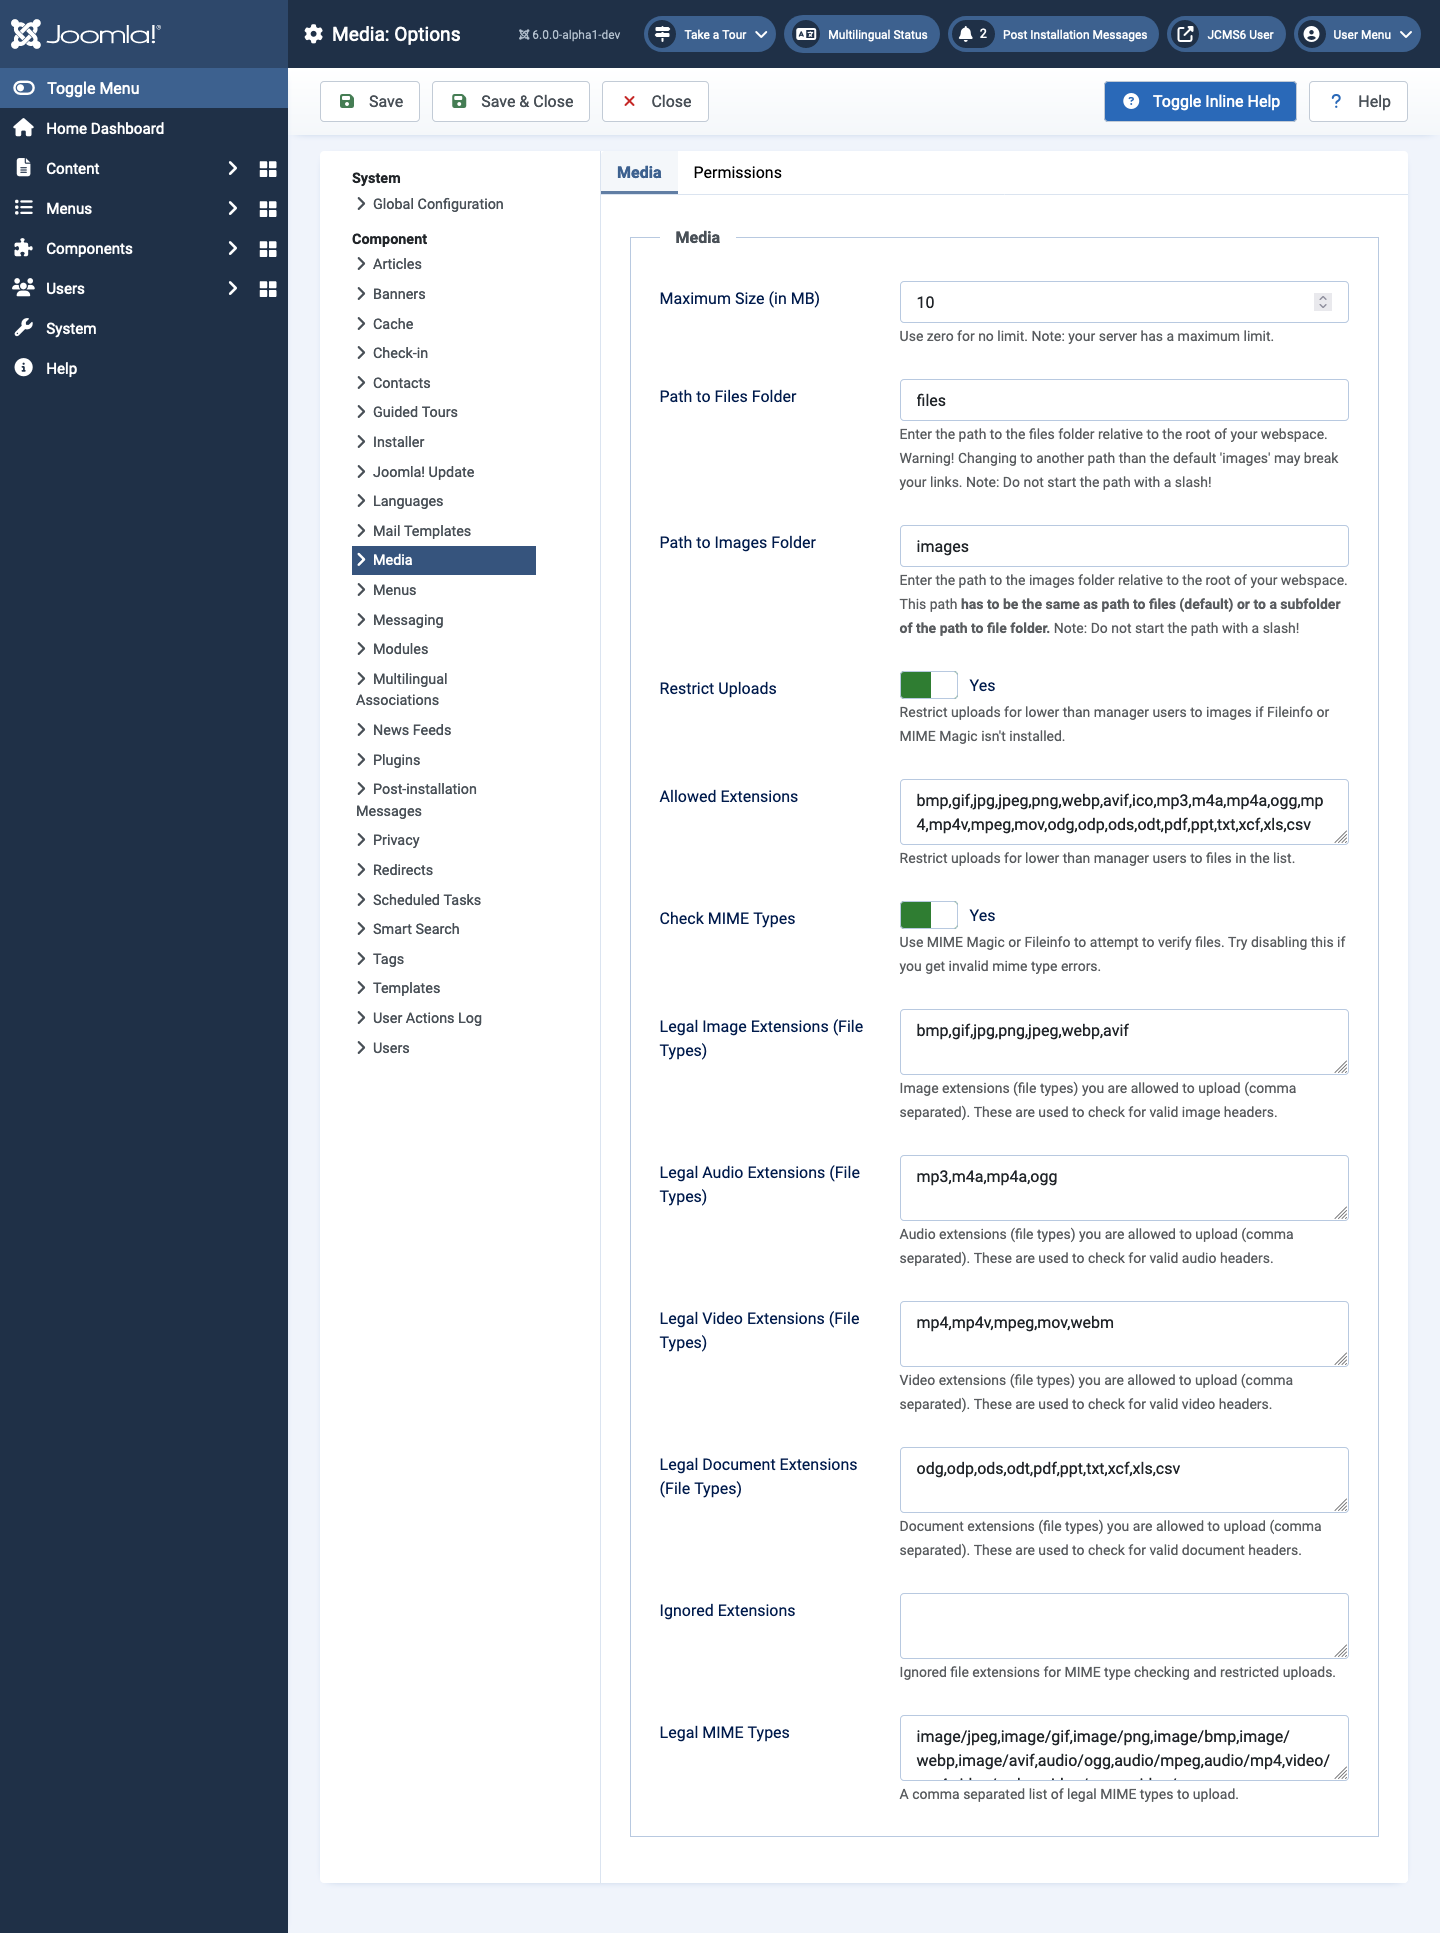 Joomla!
Media: Options
6.0.0-alpha1-dev
Take a Tour
Multilingual Status
2
Post Installation Messages
JCMS6 User
User Menu
Toggle Menu
Home Dashboard
Content
Menus
Components
Users
System
Help
Save
Save & Close
Close
Toggle Inline Help
Help
System
Global Configuration
Component
Articles
Banners
Cache
Check-in
Contacts
Guided Tours
Installer
Joomla! Update
Languages
Mail Templates
Media
Menus
Messaging
Modules
Multilingual
Associations
News Feeds
Plugins
Post-installation
Messages
Privacy
Redirects
Scheduled Tasks
Smart Search
Tags
Templates
User Actions Log
Users
Media
Permissions
Media
Maximum Size (in MB)
10
Use zero for no limit. Note: your server has a maximum limit.
Path to Files Folder
files
Enter the path to the files folder relative to the root of your webspace.
Warning! Changing to another path than the default 'images' may break
your links. Note: Do not start the path with a slash!
Path to Images Folder
images
Enter the path to the images folder relative to the root of your webspace.
This path has to be the same as path to files (default) or to a subfolder
of the path to file folder. Note: Do not start the path with a slash!
Restrict Uploads
Yes
Restrict uploads for lower than manager users to images if Fileinfo or
MIME Magic isn't installed.
Allowed Extensions
bmp,gif,jpg,jpeg,png,webp,avif,ico,mp3,m4a,mp4a,ogg,mp
4,mp4v,mpeg,mov,odg,odp,ods,odt,pdf,ppt,txt,xcf,xls,csv
Restrict uploads for lower than manager users to files in the list.
Check MIME Types
Yes
Use MIME Magic or Fileinfo to attempt to verify files. Try disabling this if
you get invalid mime type errors.
Legal Image Extensions (File
Types)
bmp,gif,jpg,png,jpeg,webp,avif
Image extensions (file types) you are allowed to upload (comma
separated). These are used to check for valid image headers.
Legal Audio Extensions (File
Types)
mp3,m4a,mp4a,ogg
Audio extensions (file types) you are allowed to upload (comma
separated). These are used to check for valid audio headers.
Legal Video Extensions (File
Types)
mp4,mp4v,mpeg,mov,webm
Video extensions (file types) you are allowed to upload (comma
separated). These are used to check for valid video headers.
Legal Document Extensions
(File Types)
odg,odp,ods,odt,pdf,ppt,txt,xcf,xls,csv
Document extensions (file types) you are allowed to upload (comma
separated). These are used to check for valid document headers.
Ignored Extensions
Ignored file extensions for MIME type checking and restricted uploads.
Legal MIME Types
image/jpeg,image/gif,image/png,image/bmp,image/
webp,image/avif,audio/ogg,audio/mpeg,audio/mp4,video/
A comma separated list of legal MIME types to upload.